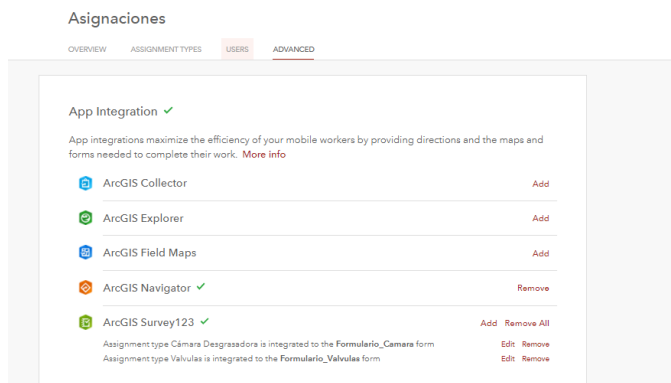 Asignaciones
OVERVIEW ASSIGNMENT TYPES USERS ADVANCED
App Integration
App integrations maximize the efficiency of your mobile workers by providing directions and the maps and
forms needed to complete their work. More info
ArcGIS Collector Add
ArcGIS Explorer Add
ArcGIS Field Maps Add
ArcGIS Navigator Remove
ArcGIS Survey123 Add Remove All
Assignment type Cámara Desgrasadora is integrated to the Formulario_Camara form Edit Remove
Assignment type Valvulas is integrated to the Formulario_Valvulas form Edit Remove